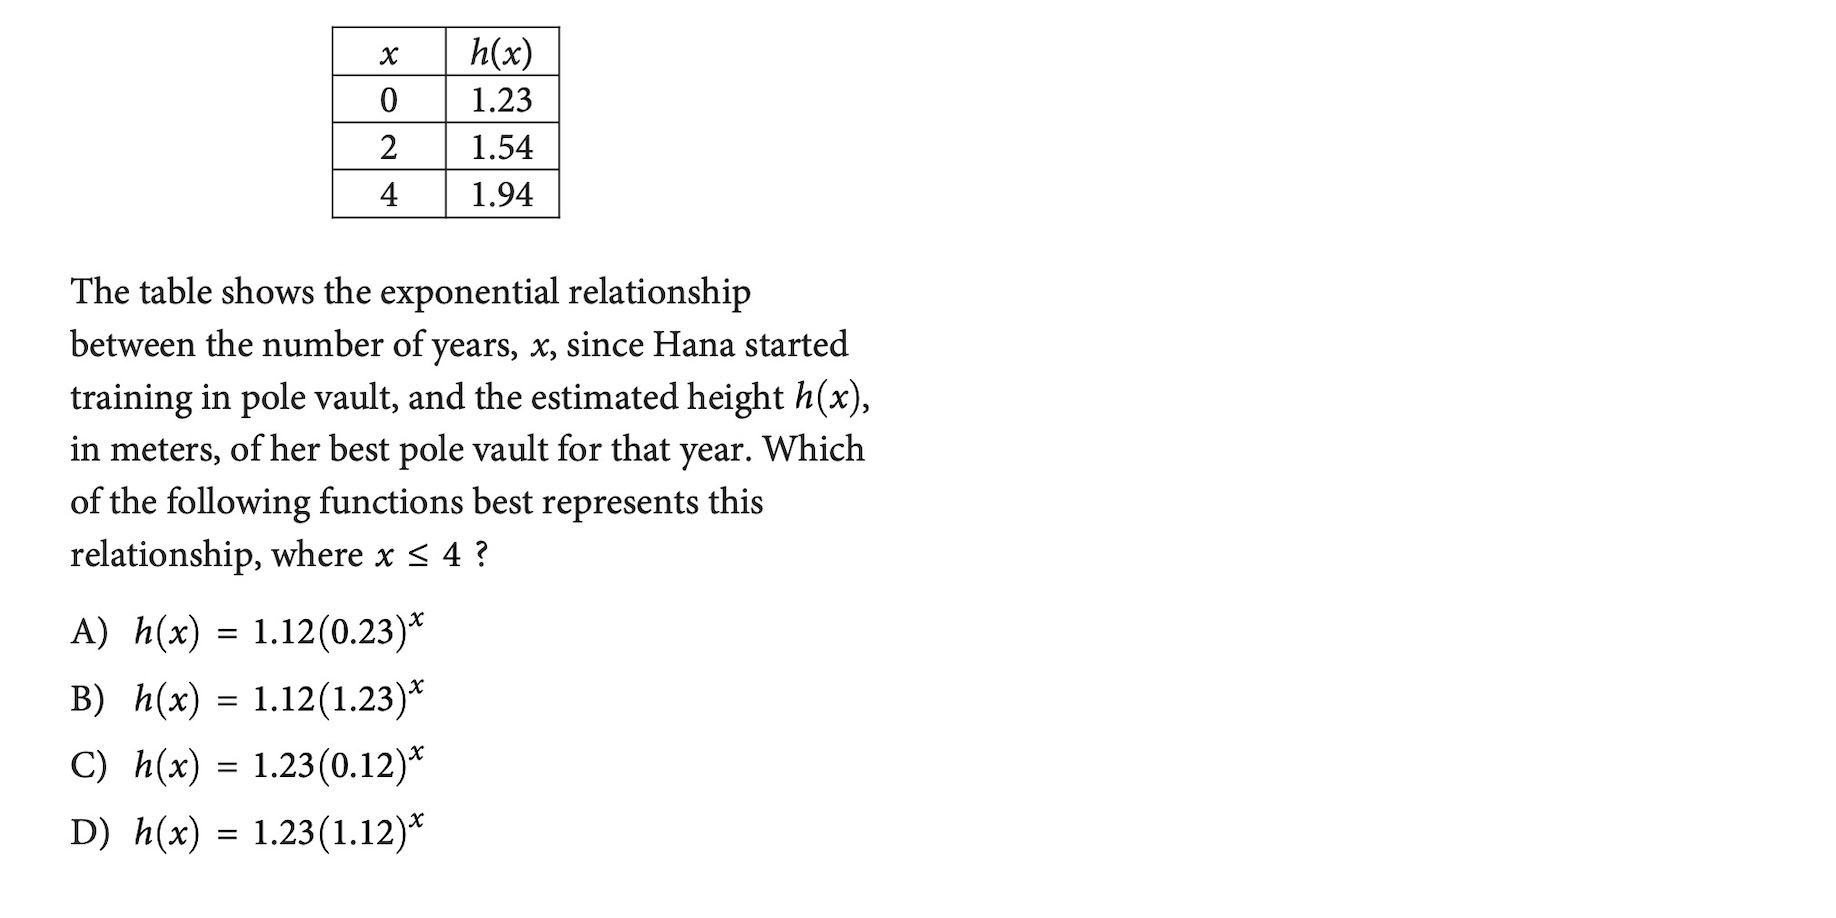 x h(x)
0 1.23
2 1.54
4 1.94
The table shows the exponential relationship
between the number of years, x, since Hana started
training in pole vault, and the estimated height h(x),
in meters, of her best pole vault for that year. Which
of the following functions best represents this
relationship, where x ≤ 4 ?
A) h(x) = 1.12(0.23)ˣ
B) h(x) = 1.12(1.23)ˣ
C) h(x) = 1.23(0.12)ˣ
D) h(x) = 1.23(1.12)ˣ